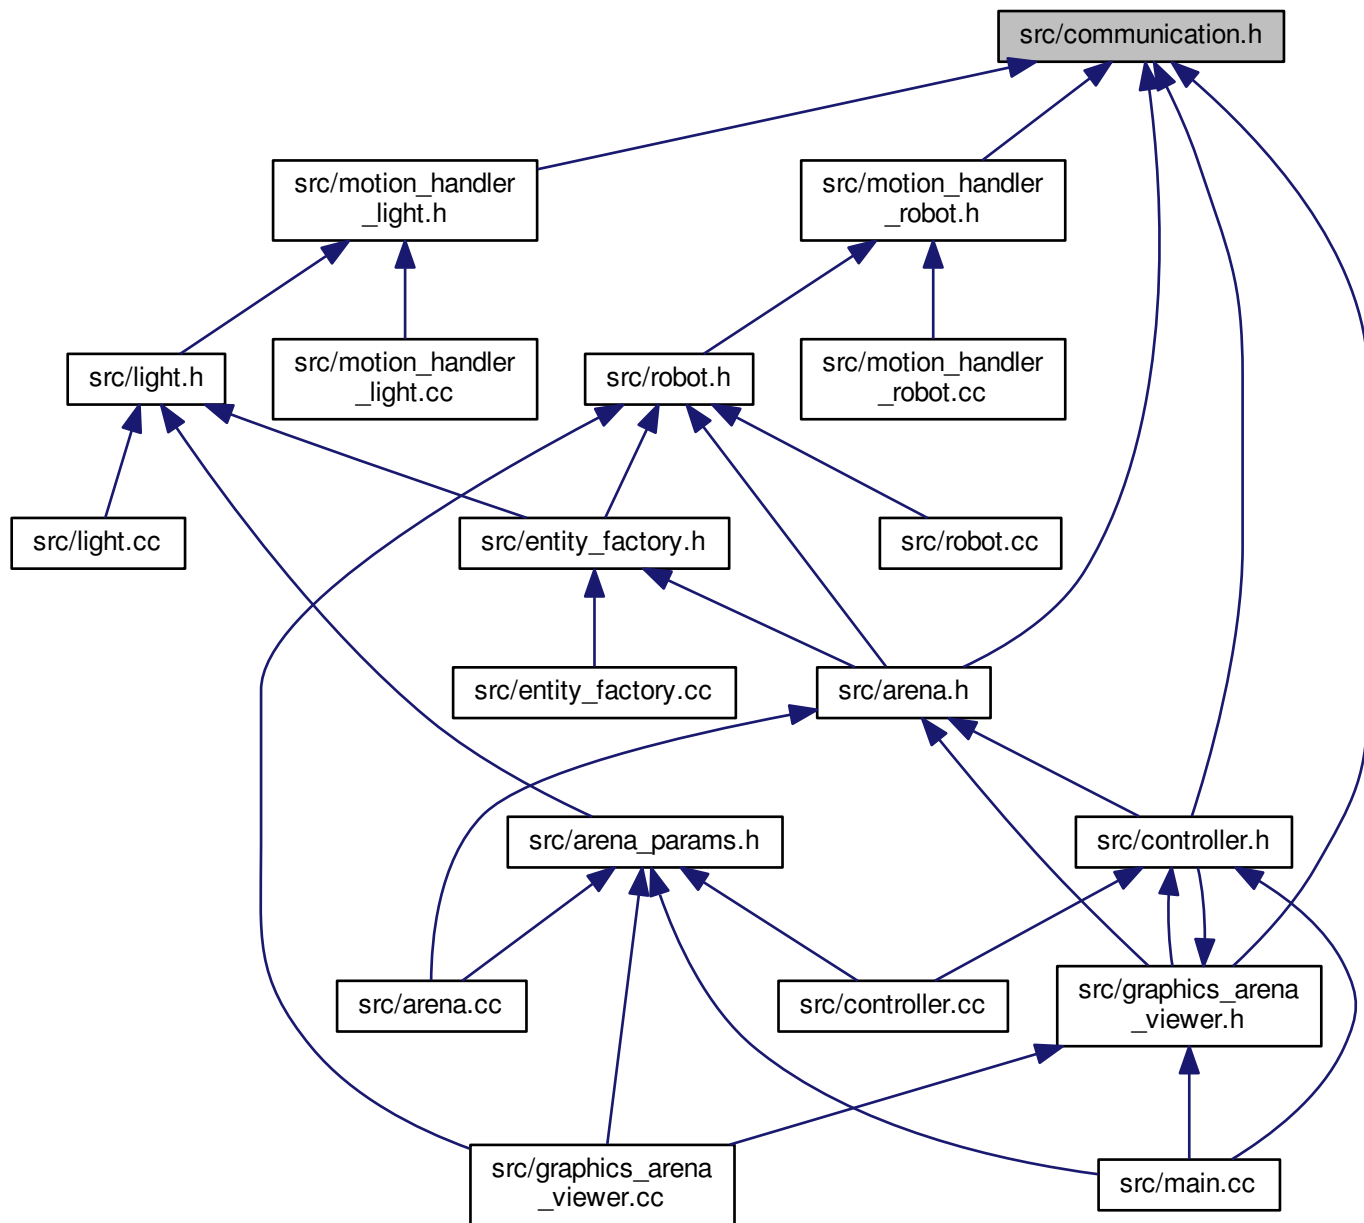 src/communication.h
src/motion_handler
_light.h
src/motion_handler
_robot.h
src/light.h
src/motion_handler
_light.cc
src/robot.h
src/motion_handler
_robot.cc
src/light.cc
src/entity_factory.h
src/robot.cc
src/entity_factory.cc
src/arena.h
src/arena_params.h
src/controller.h
src/arena.cc
src/controller.cc
src/graphics_arena
_viewer.h
src/graphics_arena
_viewer.cc
src/main.cc